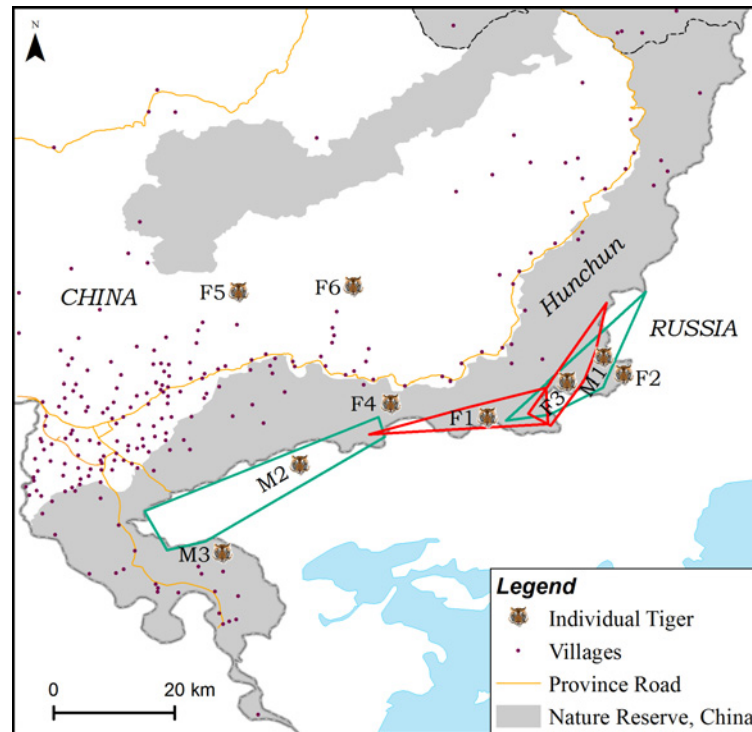 N
CHINA
F5
F6
Hunchun
RUSSIA
F4
F1
F3
M1
F2
M2
M3
0
20 km
Legend
Individual Tiger
Villages
Province Road
Nature Reserve, China